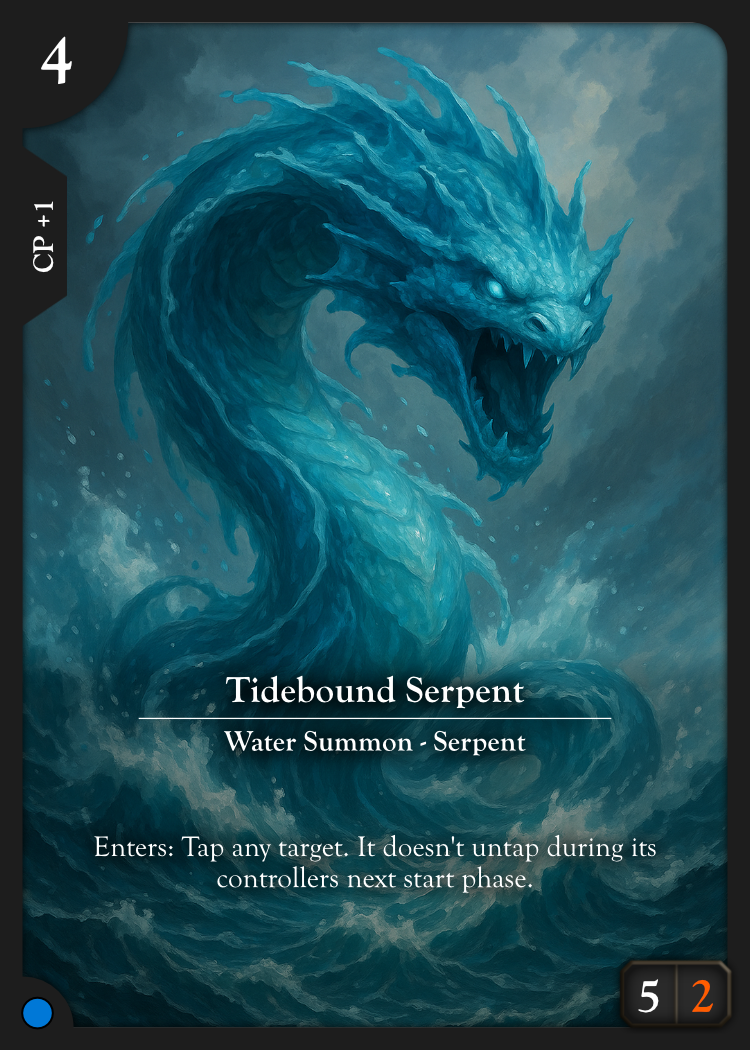 4
CP +1
Tidebound Serpent
Water Summon - Serpent
Enters: Tap any target. It doesn't untap during its
controllers next start phase.
5 2